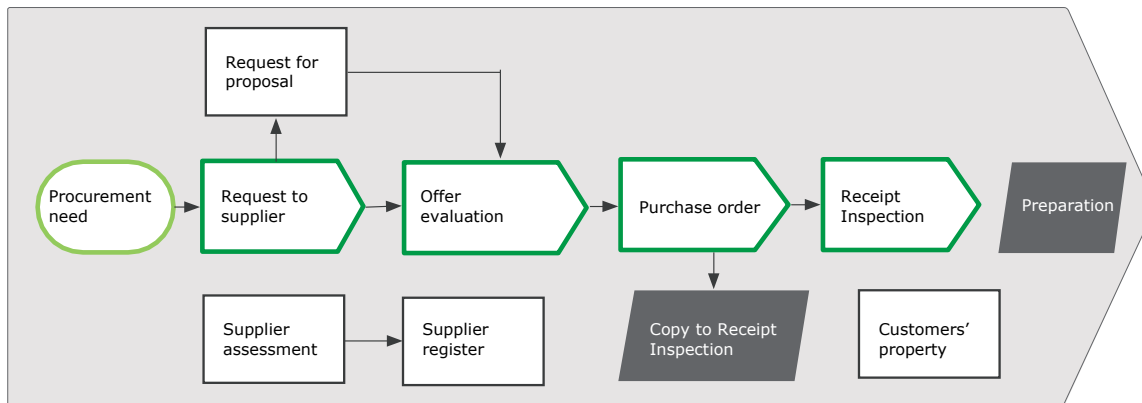 Request for
proposal
Procurement
need
Request to
supplier
Offer
evaluation
Purchase order
Receipt
Inspection
Preparation
Supplier
assessment
Supplier
register
Copy to Receipt
Inspection
Customers’
property